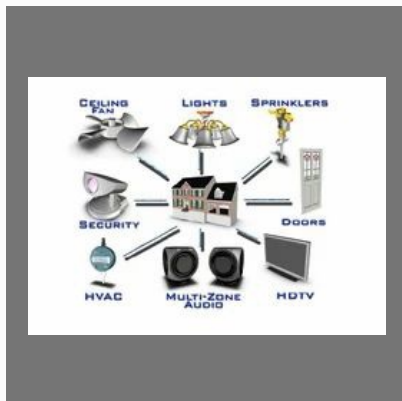 CEILING
FAN
LIGHTS
SPRINKLERS
SECURITY
DOORS
HVAC
MULTI-ZONE
AUDIO
HDTV